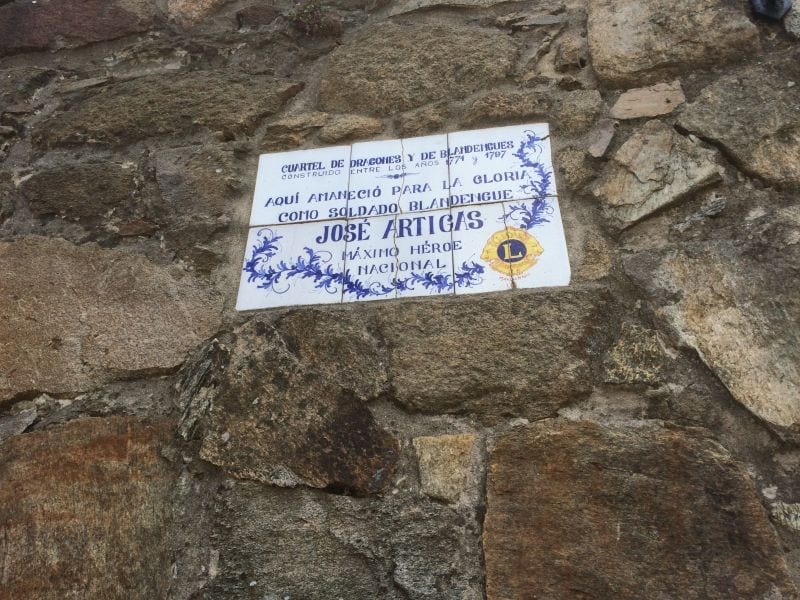 CUARTEL DE DRAGONES Y DE BLANDENGUES
CONSTRUIDO ENTRE LOS AÑOS 1771 Y 1797
AQUÍ AMANECIÓ PARA LA GLORIA
COMO SOLDADO BLANDENGUE
JOSÉ ARTIGAS
MÁXIMO HÉROE
NACIONAL
L